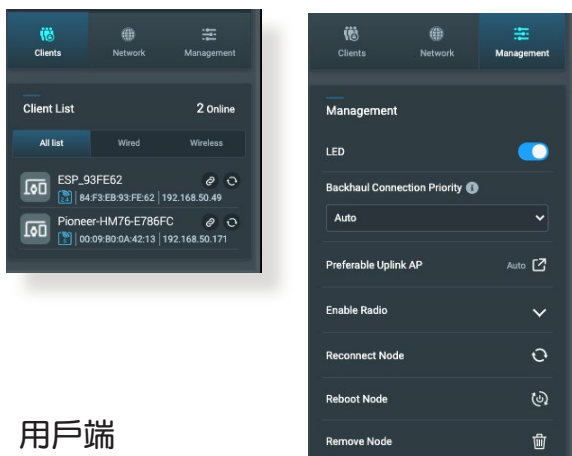 Clients Network Management
Client List 2 Online
All list Wired Wireless
ESP_93FE62
2.4 84:F3:EB:93:FE:62 192.168.50.49
Pioneer-HM76-E786FC
00:09:B0:0A:42:13 192.168.50.171
用戶端
Clients Network Management
Management
LED
Backhaul Connection Priority
Auto
Preferable Uplink AP Auto
Enable Radio
Reconnect Node
Reboot Node
Remove Node